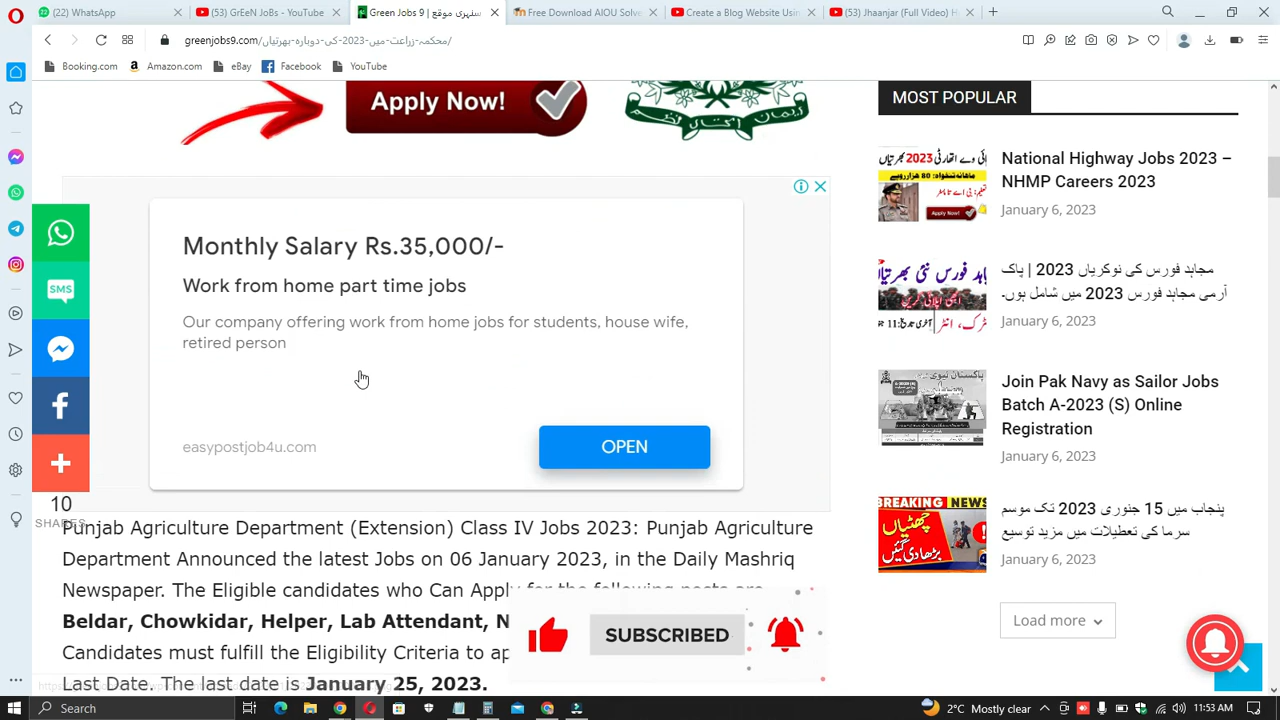 (22) WhatsApp
(53) GrEeN JoBs - YouTube
Green Jobs 9 | سنہری موقع
Free Download AIOU Solve
Create a Blog Website Usin
(53) Jhaanjar (Full Video) H
greenjobs9.com/محکمہ-زراعت-میں-2023-کی-دوبارہ-بھرتیاں/
Booking.com
Amazon.com
eBay
Facebook
YouTube
Apply Now!
MOST POPULAR
National Highway Jobs 2023 –
NHMP Careers 2023
January 6, 2023
مجاہد فورس کی نوکریاں 2023 | پاک
آرمی مجاہد فورس 2023 میں شامل ہوں۔
January 6, 2023
Join Pak Navy as Sailor Jobs
Batch A-2023 (S) Online
Registration
January 6, 2023
BREAKING NEWS
پنجاب میں 15 جنوری 2023 تک موسم
سرما کی تعطیلات میں مزید توسیع
January 6, 2023
Load more
Monthly Salary Rs.35,000/-
Work from home part time jobs
Our company offering work from home jobs for students, house wife,
retired person
easypostjob4u.com
OPEN
SMS
10
SHARES
Punjab Agriculture Department (Extension) Class IV Jobs 2023: Punjab Agriculture
Department Announced the latest Jobs on 06 January 2023, in the Daily Mashriq
Newspaper. The Eligible candidates who Can Apply for the following posts are
Beldar, Chowkidar, Helper, Lab Attendant, N
Candidates must fulfill the Eligibility Criteria to ap
Last Date. The last date is January 25, 2023.
SUBSCRIBED
Search
2°C Mostly clear
11:53 AM